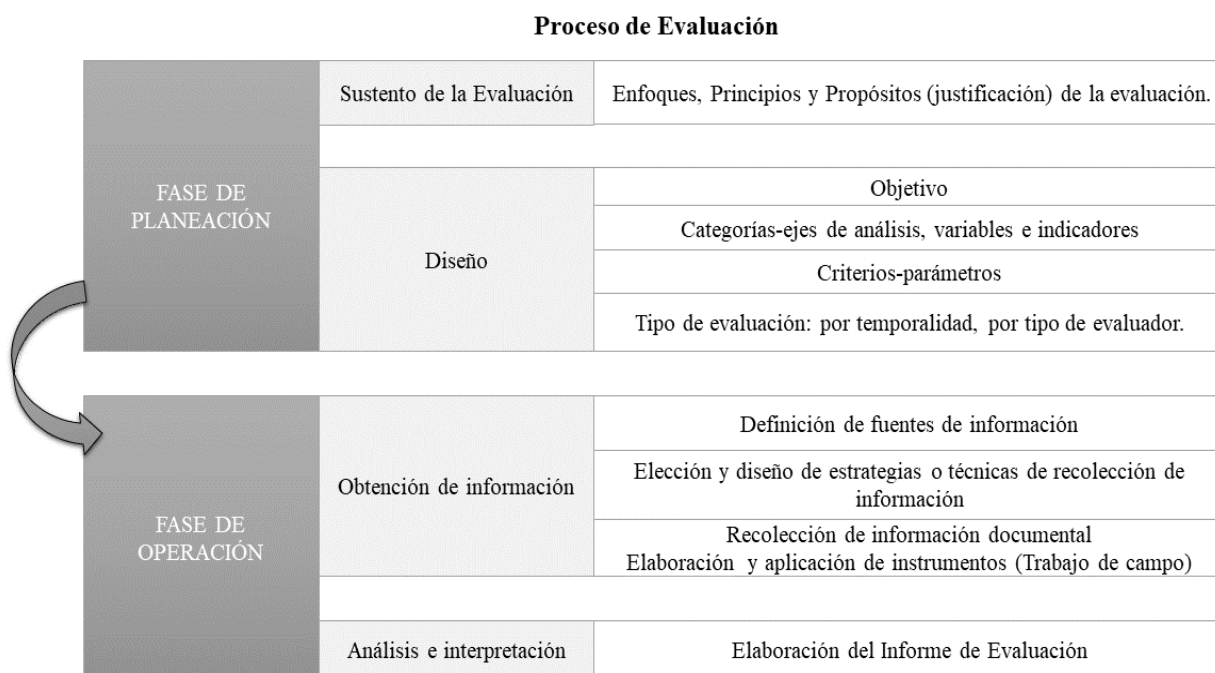 Proceso de Evaluación
FASE DE
PLANEACIÓN
Sustento de la Evaluación
Enfoques, Principios y Propósitos (justificación) de la evaluación.
Diseño
Objetivo
Categorías-ejes de análisis, variables e indicadores
Criterios-parámetros
Tipo de evaluación: por temporalidad, por tipo de evaluador.
FASE DE
OPERACIÓN
Obtención de información
Definición de fuentes de información
Elección y diseño de estrategias o técnicas de recolección de
información
Recolección de información documental
Elaboración y aplicación de instrumentos (Trabajo de campo)
Análisis e interpretación
Elaboración del Informe de Evaluación